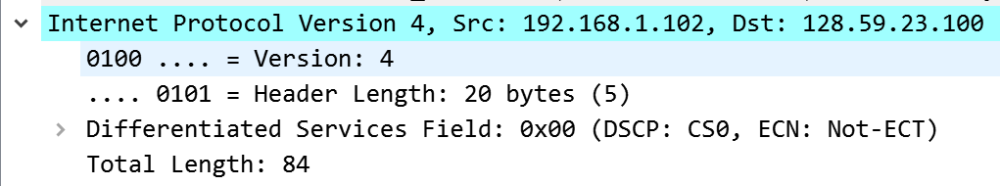 Internet Protocol Version 4, Src: 192.168.1.102, Dst: 128.59.23.100
0100 .... = Version: 4
.... 0101 = Header Length: 20 bytes (5)
Differentiated Services Field: 0x00 (DSCP: CS0, ECN: Not-ECT)
Total Length: 84